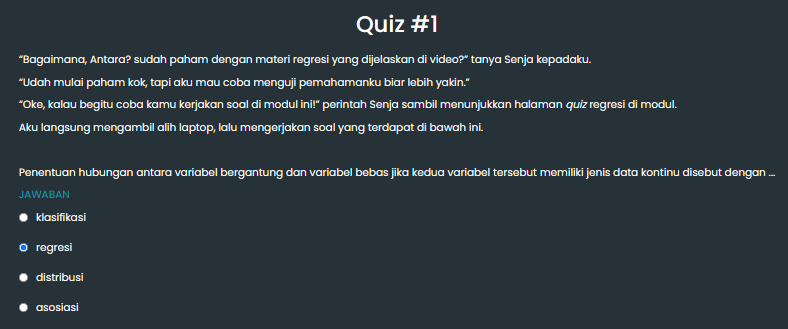 Quiz #1
“Bagaimana, Antara? sudah paham dengan materi regresi yang dijelaskan di video?” tanya Senja kepadaku.
“Udah mulai paham kok, tapi aku mau coba menguji pemahamanku biar lebih yakin.”
“Oke, kalau begitu coba kamu kerjakan soal di modul ini!” perintah Senja sambil menunjukkan halaman quiz regresi di modul.
Aku langsung mengambil alih laptop, lalu mengerjakan soal yang terdapat di bawah ini.
Penentuan hubungan antara variabel bergantung dan variabel bebas jika kedua variabel tersebut memiliki jenis data kontinu disebut dengan ...
JAWABAN
klasifikasi
regresi
distribusi
asosiasi